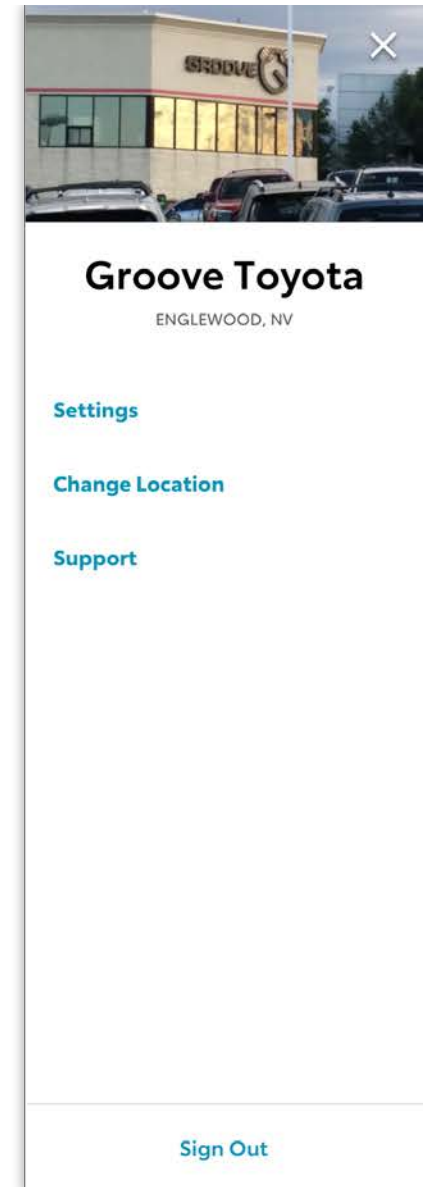 GROOVE
Groove Toyota
ENGLEWOOD, NV
Settings
Change Location
Support
Sign Out